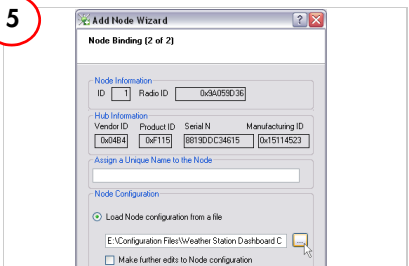 5
Add Node Wizard
Node Binding (2 of 2)
Node Information
ID 1 Radio ID 0x9A059D36
Hub Information
Vendor ID Product ID Serial N Manufacturing ID
0x04B4 0xF115 8819DDC34615 0x15114523
Assign a Unique Name to the Node
Node Configuration
Load Node configuration from a file
E:\Configuration Files\Weather Station Dashboard C ...
Make further edits to Node configuration